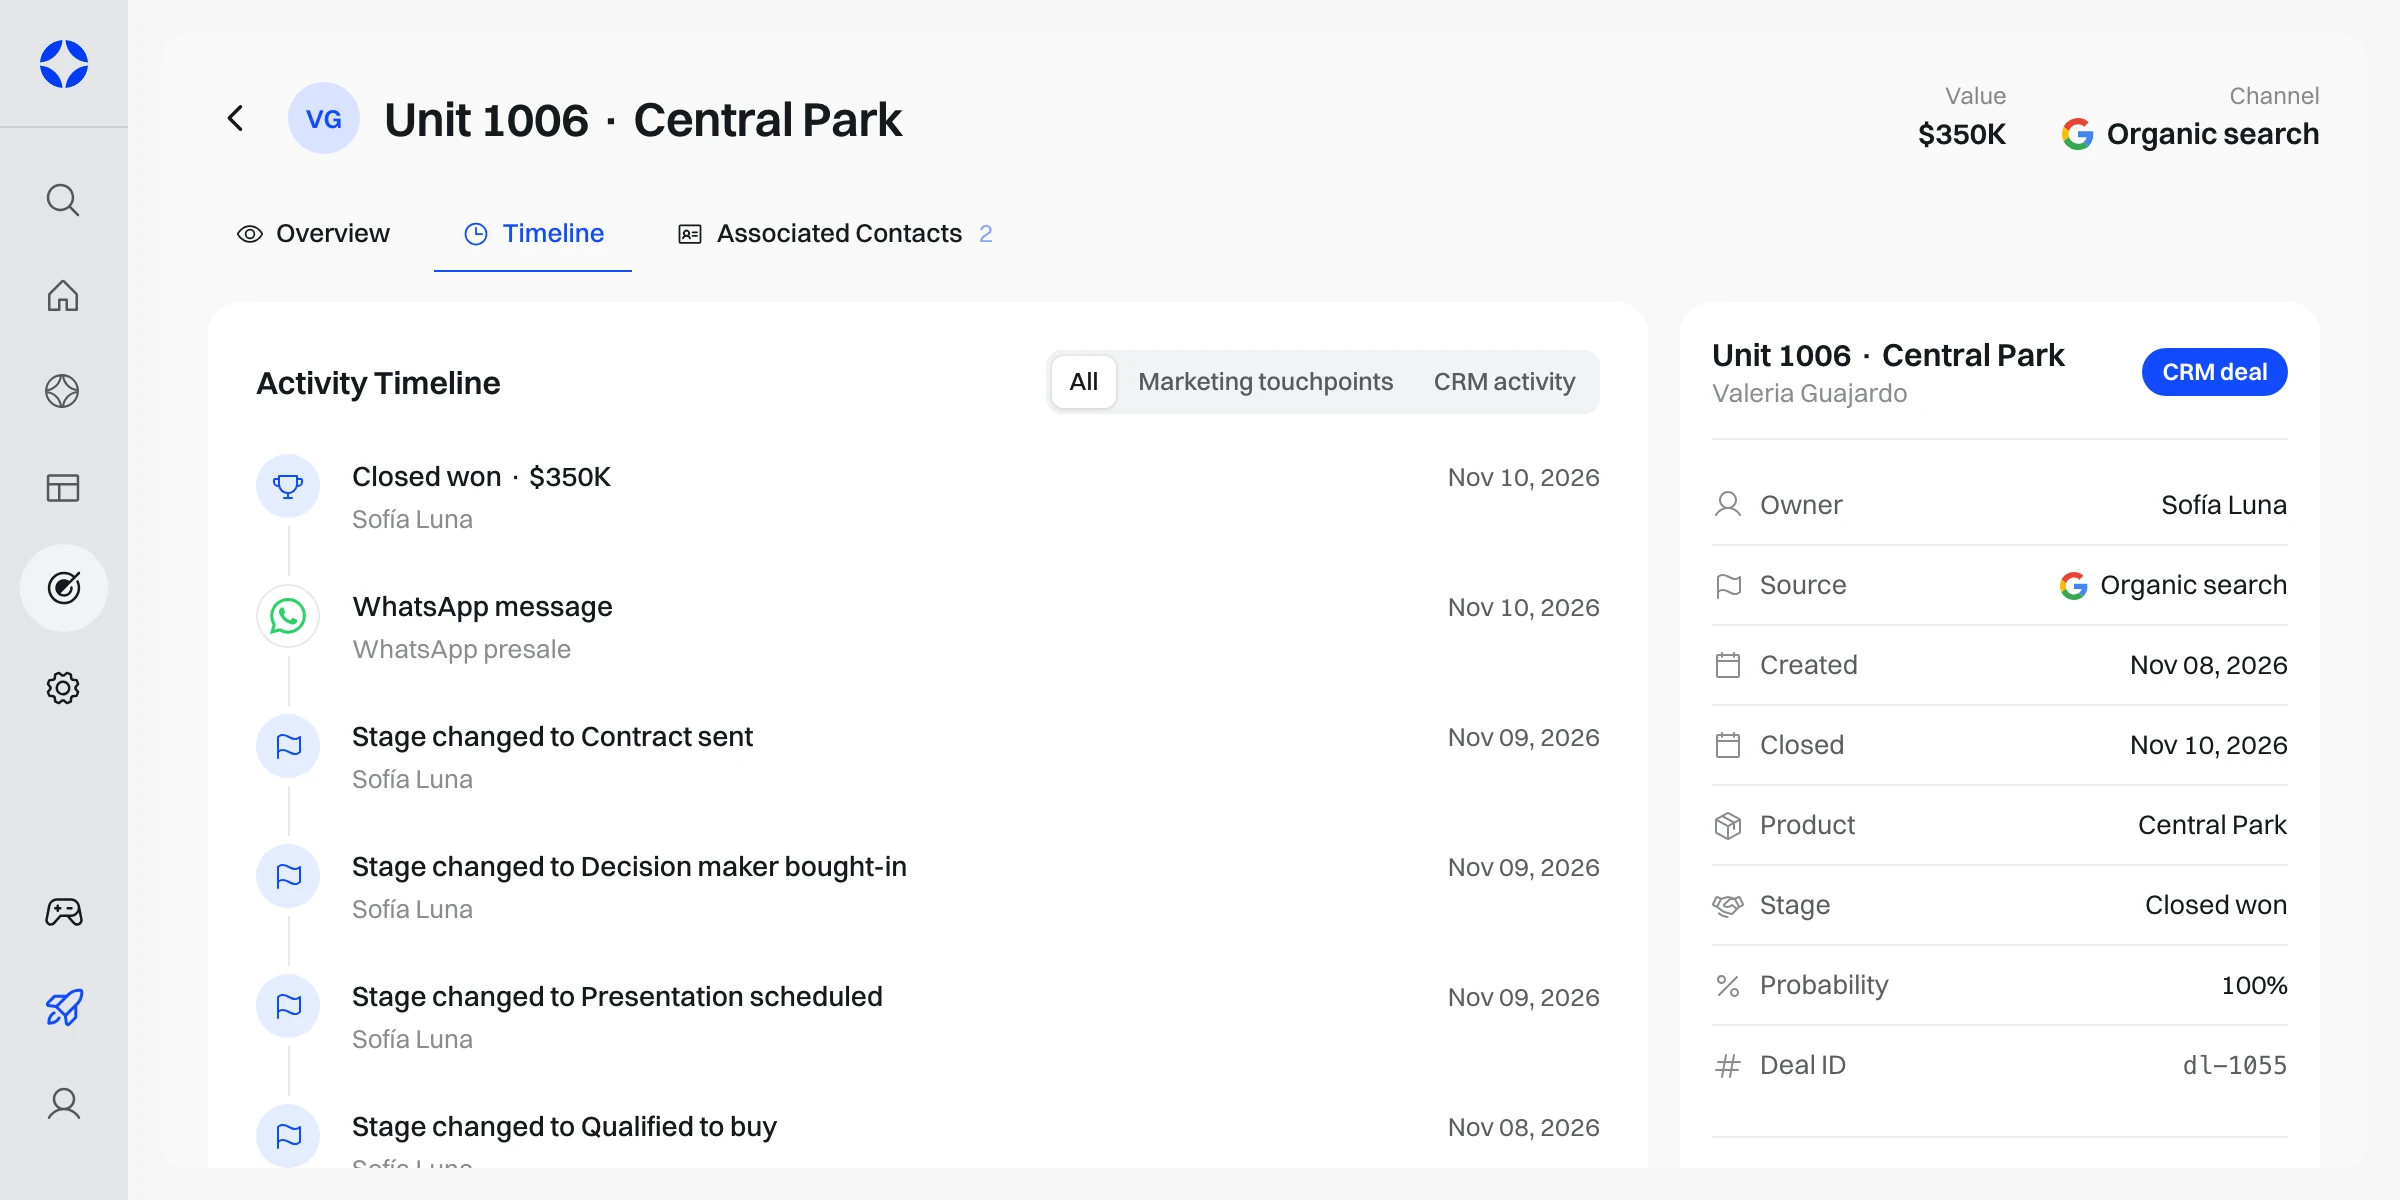 VG
Unit 1006 · Central Park
Value
$350K
Channel
Organic search
Overview
Timeline
Associated Contacts 2
Activity Timeline
All
Marketing touchpoints
CRM activity
Closed won · $350K
Nov 10, 2026
Sofía Luna
WhatsApp message
Nov 10, 2026
WhatsApp presale
Stage changed to Contract sent
Nov 09, 2026
Sofía Luna
Stage changed to Decision maker bought-in
Nov 09, 2026
Sofía Luna
Stage changed to Presentation scheduled
Nov 09, 2026
Sofía Luna
Stage changed to Qualified to buy
Nov 08, 2026
Sofía Luna
Unit 1006 · Central Park
Valeria Guajardo
CRM deal
Owner
Sofía Luna
Source
Organic search
Created
Nov 08, 2026
Closed
Nov 10, 2026
Product
Central Park
Stage
Closed won
Probability
100%
Deal ID
dl-1055